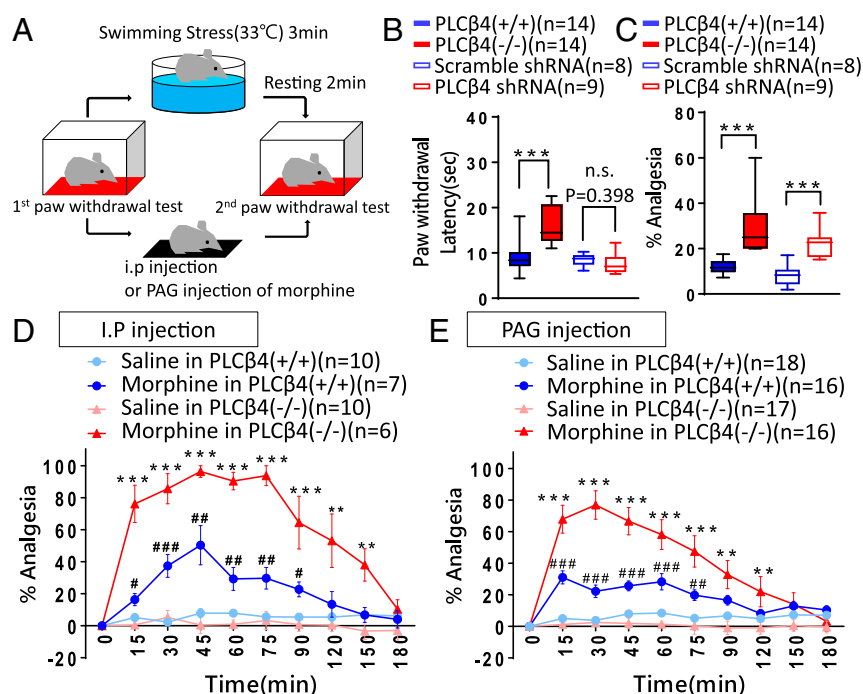 A
Swimming Stress(33℃) 3min
Resting 2min
1st paw withdrawal test
2nd paw withdrawal test
i.p injection
or PAG injection of morphine
B
PLCβ4(+/+)(n=14)
PLCβ4(-/-)(n=14)
Scramble shRNA(n=8)
PLCβ4 shRNA(n=9)
Paw withdrawal
Latency(sec)
40
30
20
10
0
***
n.s.
P=0.398
C
PLCβ4(+/+)(n=14)
PLCβ4(-/-)(n=14)
Scramble shRNA(n=8)
PLCβ4 shRNA(n=9)
% Analgesia
80
60
40
20
0
***
***
D
I.P injection
Saline in PLCβ4(+/+)(n=10)
Morphine in PLCβ4(+/+)(n=7)
Saline in PLCβ4(-/-)(n=10)
Morphine in PLCβ4(-/-)(n=6)
% Analgesia
100
80
60
40
20
0
-20
*** *** *** *** *** *** ** **
# ### ## ## ## #
0 15 30 45 60 75 90 120 150 180
Time(min)
E
PAG injection
Saline in PLCβ4(+/+)(n=18)
Morphine in PLCβ4(+/+)(n=16)
Saline in PLCβ4(-/-)(n=17)
Morphine in PLCβ4(-/-)(n=16)
% Analgesia
100
80
60
40
20
0
-20
*** *** *** *** *** ** **
### ### ### ### ##
0 15 30 45 60 75 90 120 150 180
Time(min)